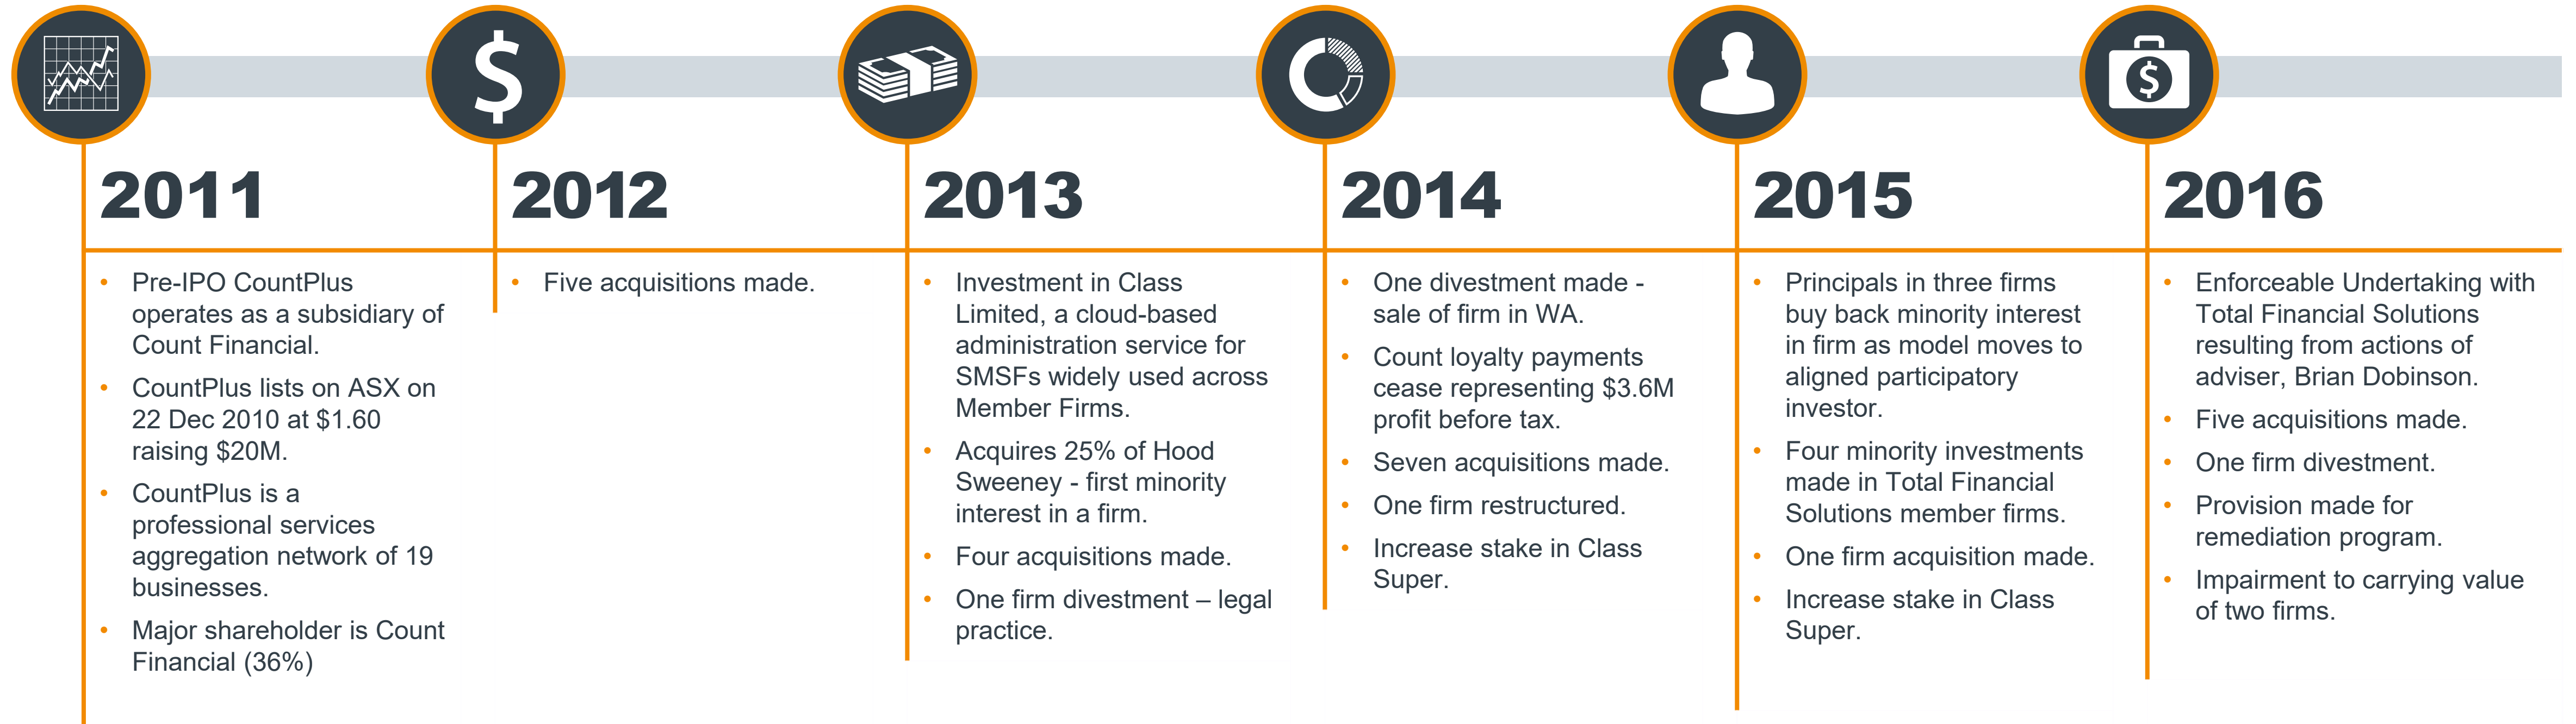 $
$
2011
2012
2013
2014
2015
2016
• Pre-IPO CountPlus
operates as a subsidiary of
Count Financial.
• CountPlus lists on ASX on
22 Dec 2010 at $1.60
raising $20M.
• CountPlus is a
professional services
aggregation network of 19
businesses.
• Major shareholder is Count
Financial (36%)
• Five acquisitions made.
• Investment in Class
Limited, a cloud-based
administration service for
SMSFs widely used across
Member Firms.
• Acquires 25% of Hood
Sweeney - first minority
interest in a firm.
• Four acquisitions made.
• One firm divestment – legal
practice.
• One divestment made -
sale of firm in WA.
• Count loyalty payments
cease representing $3.6M
profit before tax.
• Seven acquisitions made.
• One firm restructured.
• Increase stake in Class
Super.
• Principals in three firms
buy back minority interest
in firm as model moves to
aligned participatory
investor.
• Four minority investments
made in Total Financial
Solutions member firms.
• One firm acquisition made.
• Increase stake in Class
Super.
• Enforceable Undertaking with
Total Financial Solutions
resulting from actions of
adviser, Brian Dobinson.
• Five acquisitions made.
• One firm divestment.
• Provision made for
remediation program.
• Impairment to carrying value
of two firms.